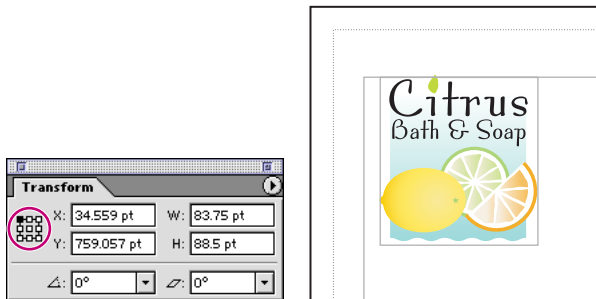 Citrus
Bath & Soap
Transform
X: 34.559 pt W: 83.75 pt
Y: 759.057 pt H: 88.5 pt
0° 0°